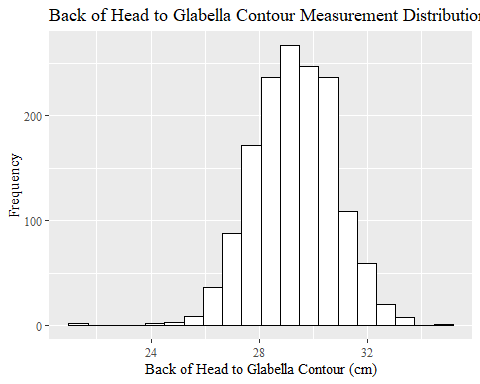 Back of Head to Glabella Contour Measurement Distribution
200
100
0
Frequency
24 28 32
Back of Head to Glabella Contour (cm)